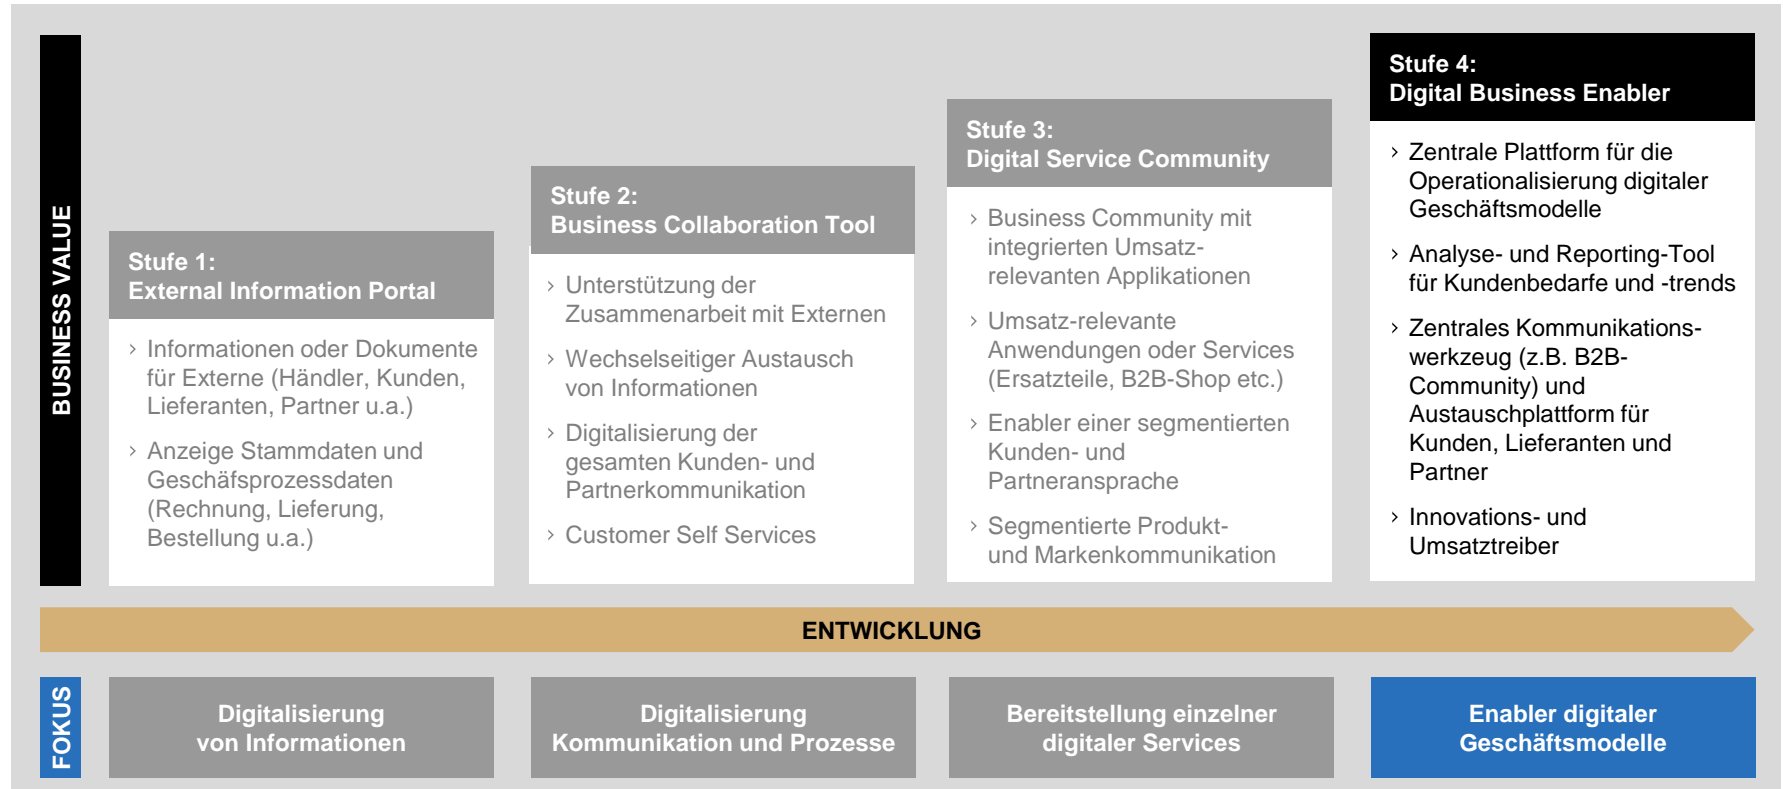 BUSINESS VALUE
Stufe 1:
External Information Portal
› Informationen oder Dokumente
für Externe (Händler, Kunden,
Lieferanten, Partner u.a.)
› Anzeige Stammdaten und
Geschäfsprozessdaten
(Rechnung, Lieferung,
Bestellung u.a.)
Stufe 2:
Business Collaboration Tool
› Unterstützung der
Zusammenarbeit mit Externen
› Wechselseitiger Austausch
von Informationen
› Digitalisierung der
gesamten Kunden- und
Partnerkommunikation
› Customer Self Services
Stufe 3:
Digital Service Community
› Business Community mit
integrierten Umsatz-
relevanten Applikationen
› Umsatz-relevante
Anwendungen oder Services
(Ersatzteile, B2B-Shop etc.)
› Enabler einer segmentierten
Kunden- und
Partneransprache
› Segmentierte Produkt-
und Markenkommunikation
Stufe 4:
Digital Business Enabler
› Zentrale Plattform für die
Operationalisierung digitaler
Geschäftsmodelle
› Analyse- und Reporting-Tool
für Kundenbedarfe und -trends
› Zentrales Kommunikations-
werkzeug (z.B. B2B-
Community) und
Austauschplattform für
Kunden, Lieferanten und
Partner
› Innovations- und
Umsatztreiber
ENTWICKLUNG
FOKUS
Digitalisierung
von Informationen
Digitalisierung
Kommunikation und Prozesse
Bereitstellung einzelner
digitaler Services
Enabler digitaler
Geschäftsmodelle